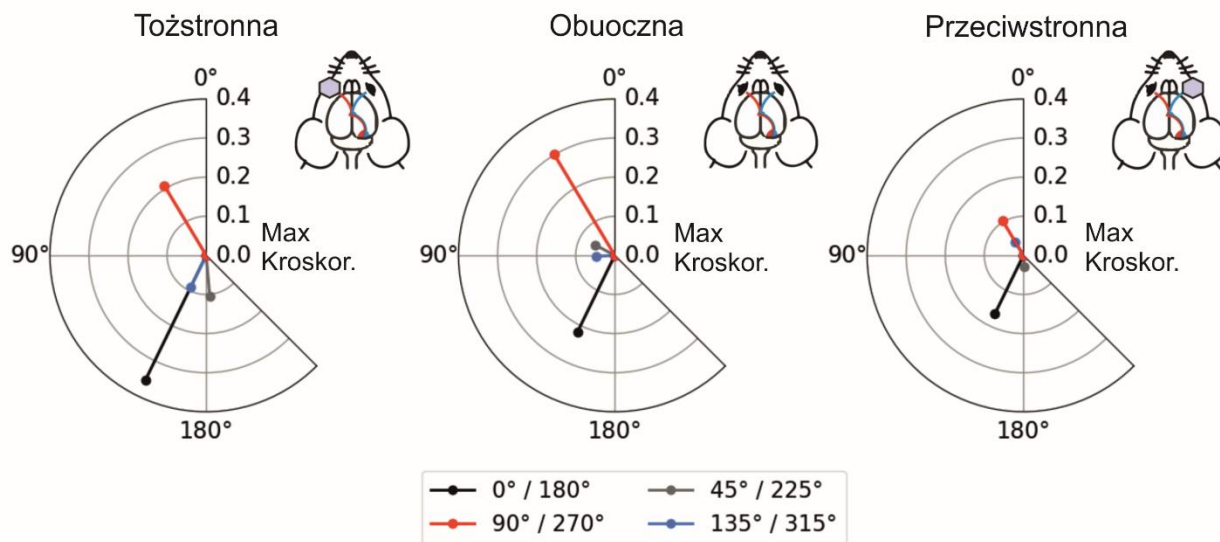 Tożstronna
0°
0.4
0.3
0.2
0.1
0.0
90°
Max
Kroskor.
180°
Obuoczna
0°
0.4
0.3
0.2
0.1
0.0
90°
Max
Kroskor.
180°
Przeciwstronna
0°
0.4
0.3
0.2
0.1
0.0
90°
Max
Kroskor.
180°
0° / 180°
90° / 270°
45° / 225°
135° / 315°